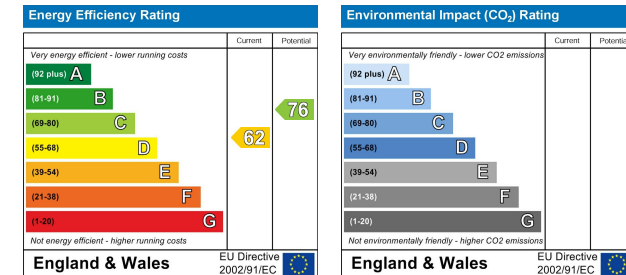 Energy Efficiency Rating
Current Potential
Very energy efficient - lower running costs
(92 plus) A
(81-91) B
(69-80) C
(55-68) D
(39-54) E
(21-38) F
(1-20) G
62
76
Not energy efficient - higher running costs
England & Wales
EU Directive
2002/91/EC
Environmental Impact (CO₂) Rating
Current Potential
Very environmentally friendly - lower CO2 emissions
(92 plus) A
(81-91) B
(69-80) C
(55-68) D
(39-54) E
(21-38) F
(1-20) G
Not environmentally friendly - higher CO2 emissions
England & Wales
EU Directive
2002/91/EC